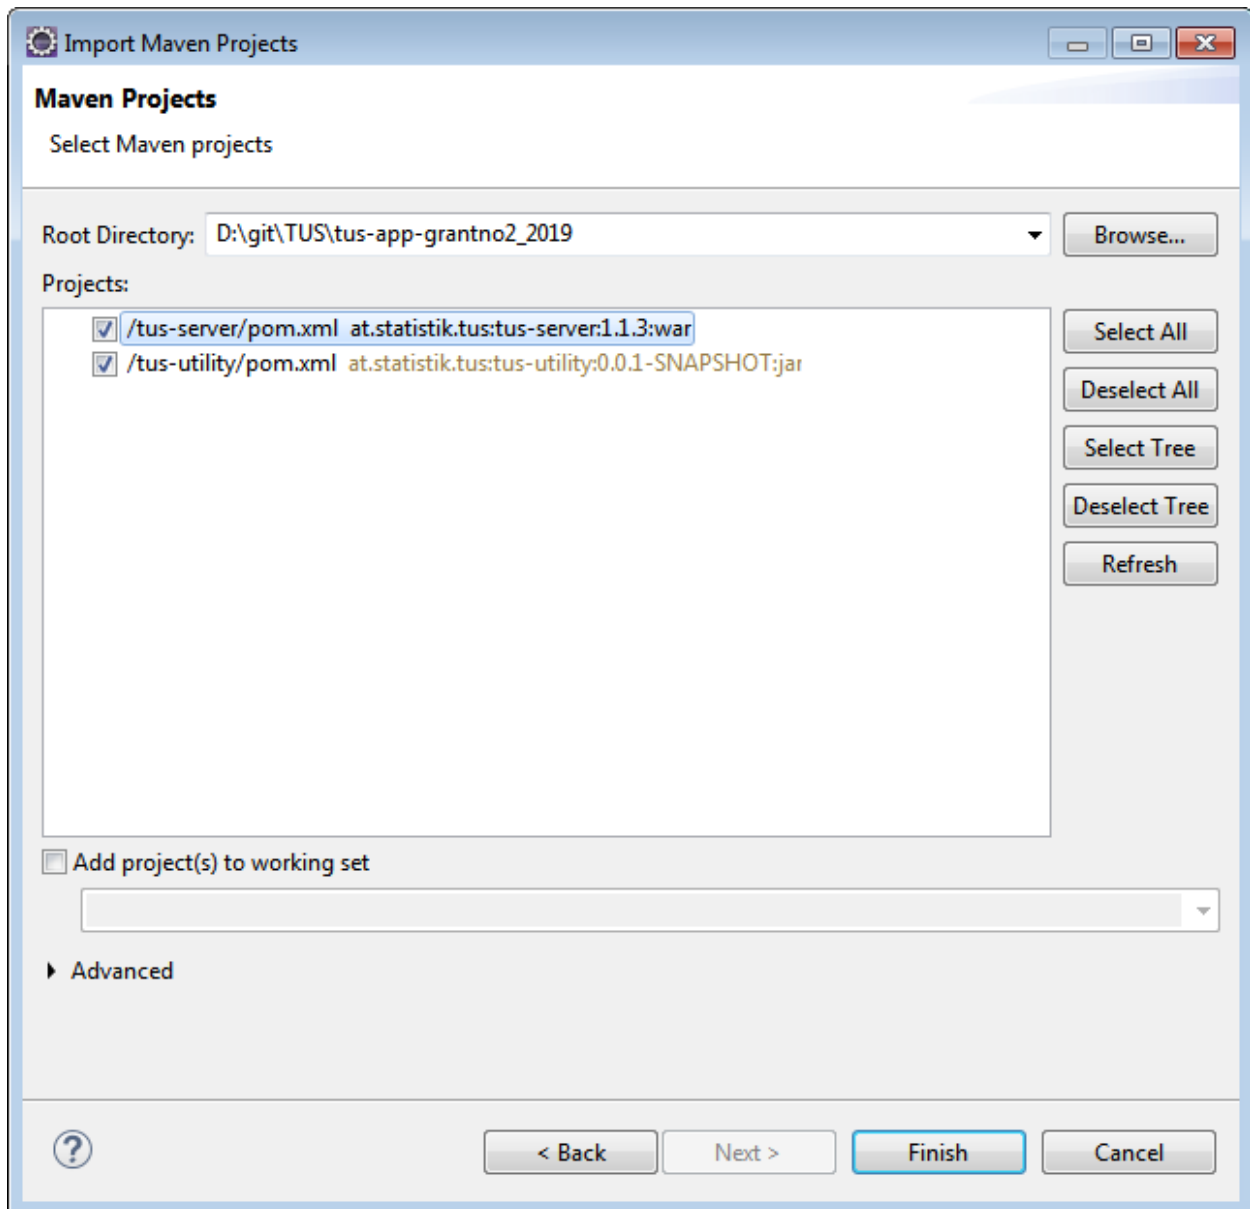 Import Maven Projects
Maven Projects
Select Maven projects
Root Directory: D:\git\TUS\tus-app-grantno2_2019 Browse...
Projects:
/tus-server/pom.xml at.statistik.tus:tus-server:1.1.3:war
/tus-utility/pom.xml at.statistik.tus:tus-utility:0.0.1-SNAPSHOT:jar
Select All
Deselect All
Select Tree
Deselect Tree
Refresh
Add project(s) to working set
Advanced
? < Back Next > Finish Cancel